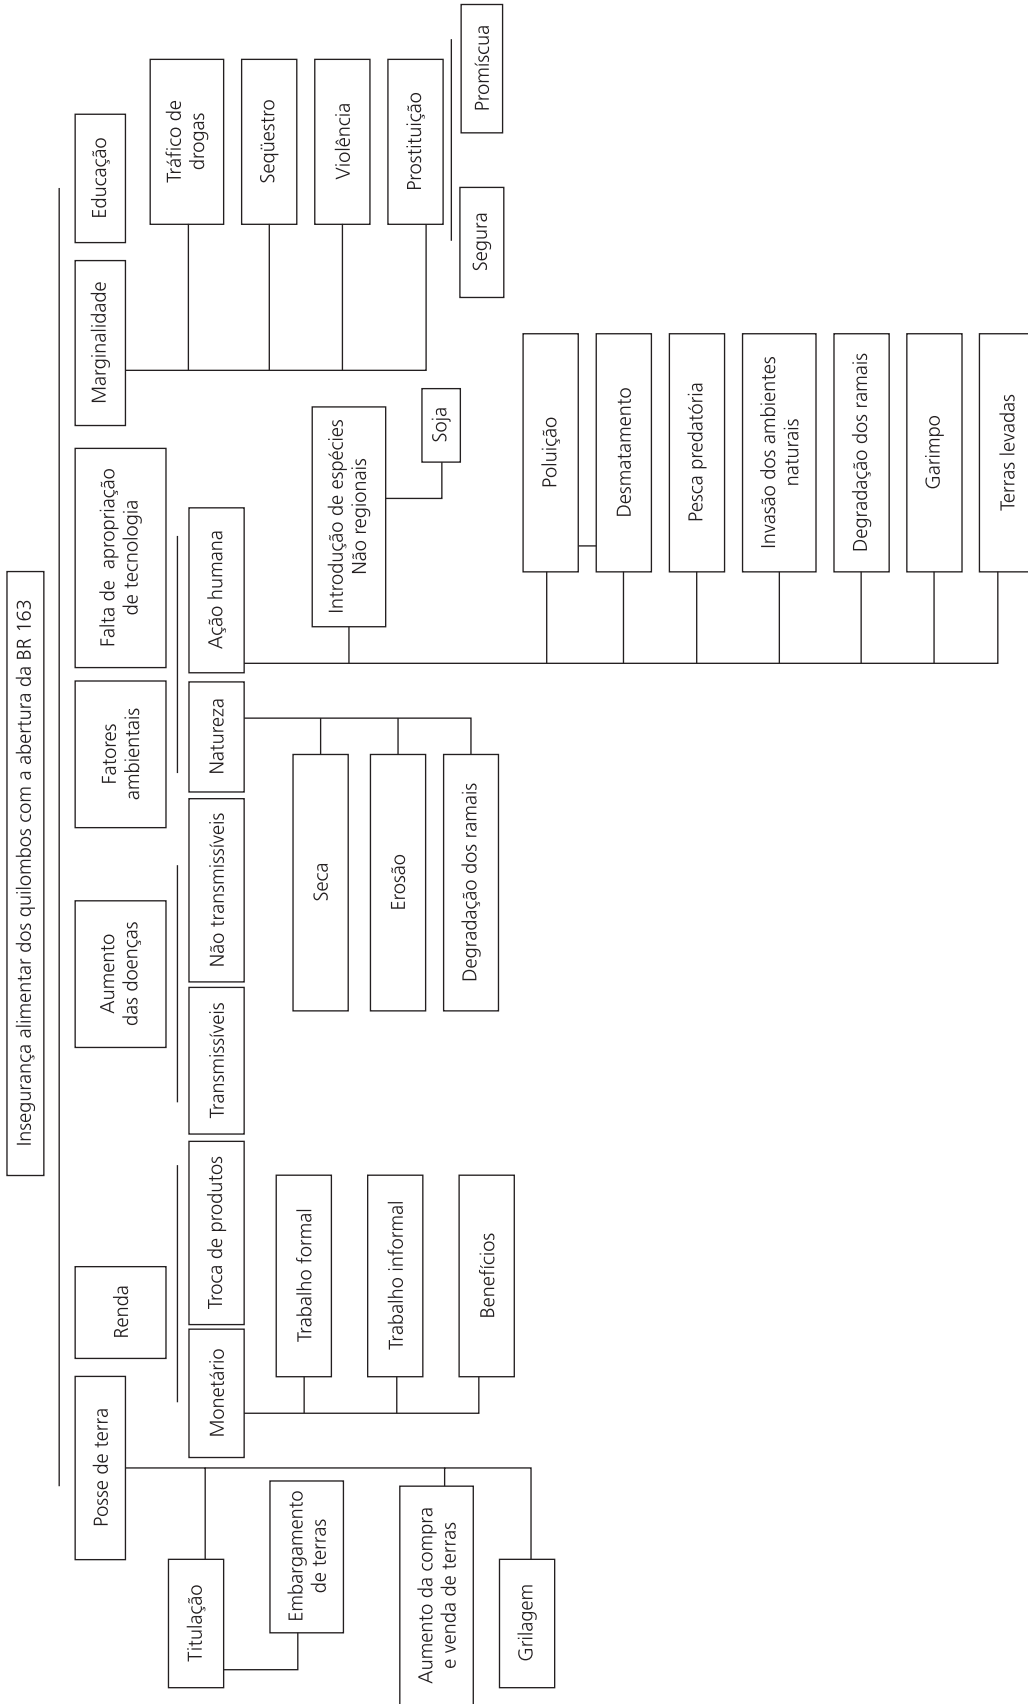 Insegurança alimentar dos quilombos com a abertura da BR 163
Posse de terra
Renda
Aumento
das doenças
Fatores
ambientais
Falta de apropriação
de tecnologia
Marginalidade
Educação
Titulação
Embargamento
de terras
Aumento da compra
e venda de terras
Grilagem
Monetário
Troca de produtos
Trabalho formal
Trabalho informal
Benefícios
Transmissíveis
Não transmissíveis
Natureza
Ação humana
Seca
Erosão
Degradação dos ramais
Introdução de espécies
Não regionais
Soja
Poluição
Desmatamento
Pesca predatória
Invasão dos ambientes
naturais
Degradação dos ramais
Garimpo
Terras levadas
Tráfico de
drogas
Seqüestro
Violência
Prostituição
Segura
Promíscua